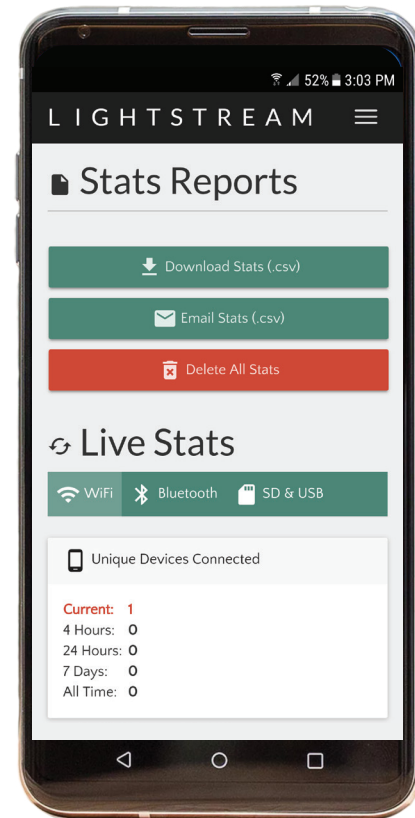 52% 3:03 PM
LIGHTSTREAM
Stats Reports
Download Stats (.csv)
Email Stats (.csv)
Delete All Stats
Live Stats
WiFi Bluetooth SD & USB
Unique Devices Connected
Current: 1
4 Hours: 0
24 Hours: 0
7 Days: 0
All Time: 0